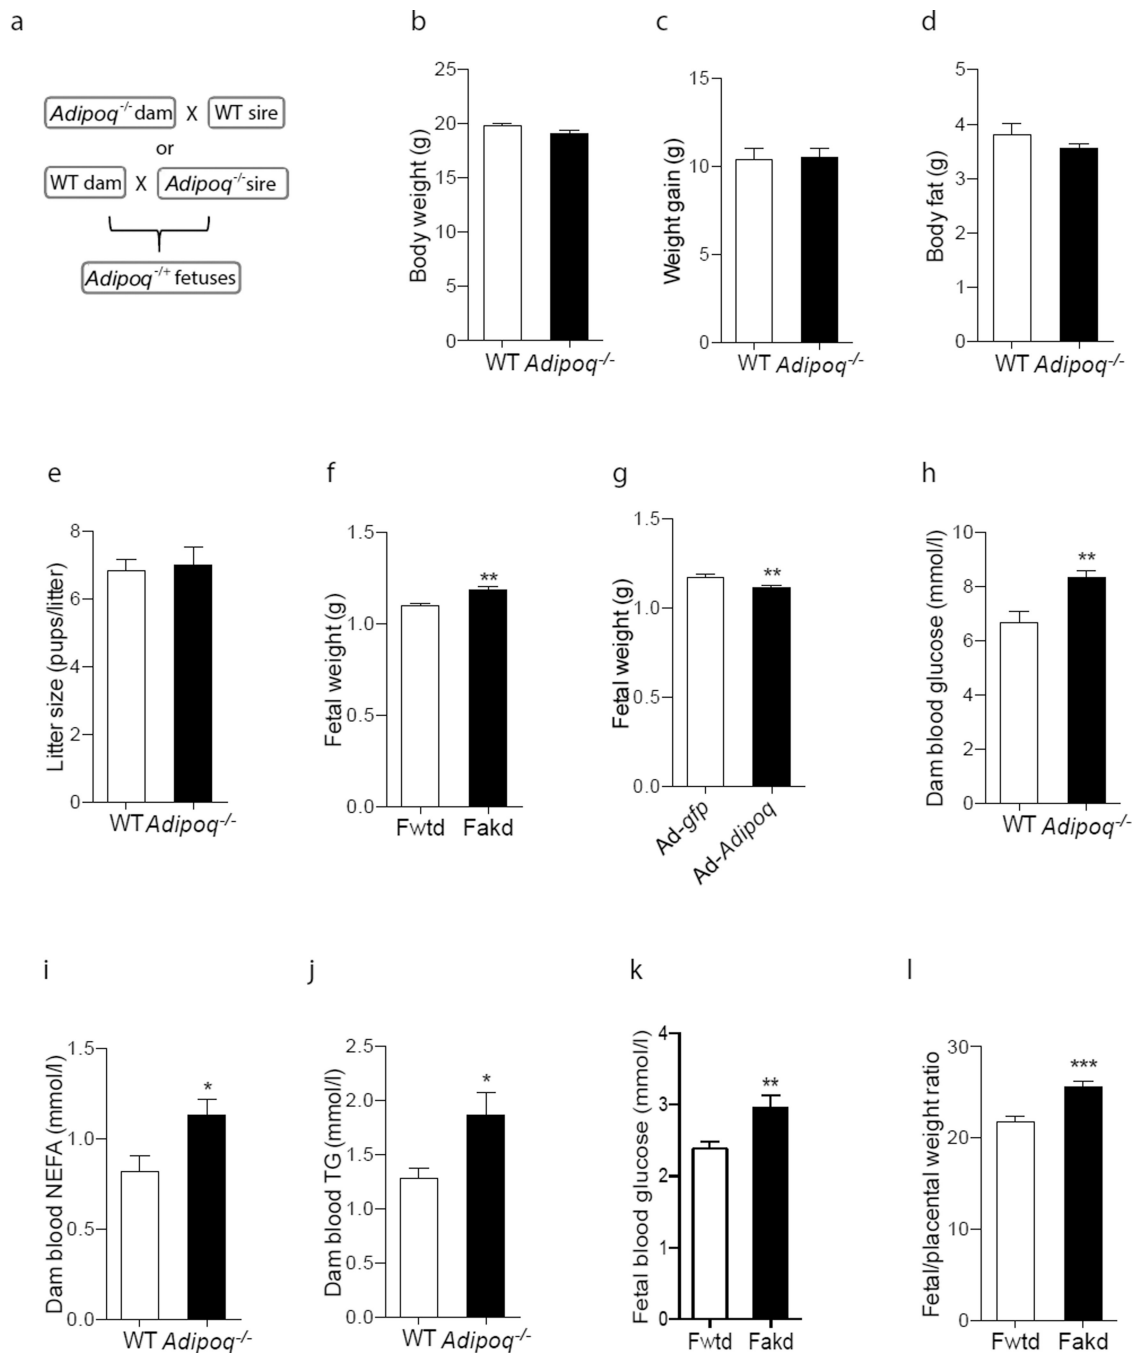 a
Adipoq-/- dam X WT sire
or
WT dam X Adipoq-/- sire
Adipoq-/+ fetuses
b
Body weight (g)
25
20
15
10
5
0
WT Adipoq-/-
c
Weight gain (g)
15
10
5
0
WT Adipoq-/-
d
Body fat (g)
5
4
3
2
1
0
WT Adipoq-/-
e
Litter size (pups/litter)
8
6
4
2
0
WT Adipoq-/-
f
Fetal weight (g)
1.5
1.0
0.5
0.0
**
Fwtd Fakd
g
Fetal weight (g)
1.5
1.0
0.5
0.0
**
Ad-gfp
Ad-Adipoq
h
Dam blood glucose (mmol/l)
10
8
6
4
2
0
**
WT Adipoq-/-
i
Dam blood NEFA (mmol/l)
1.5
1.0
0.5
0.0
*
WT Adipoq-/-
j
Dam blood TG (mmol/l)
2.5
2.0
1.5
1.0
0.5
0.0
*
WT Adipoq-/-
k
Fetal blood glucose (mmol/l)
4
3
2
1
0
**
Fwtd Fakd
l
Fetal/placental weight ratio
30
20
10
0
***
Fwtd Fakd